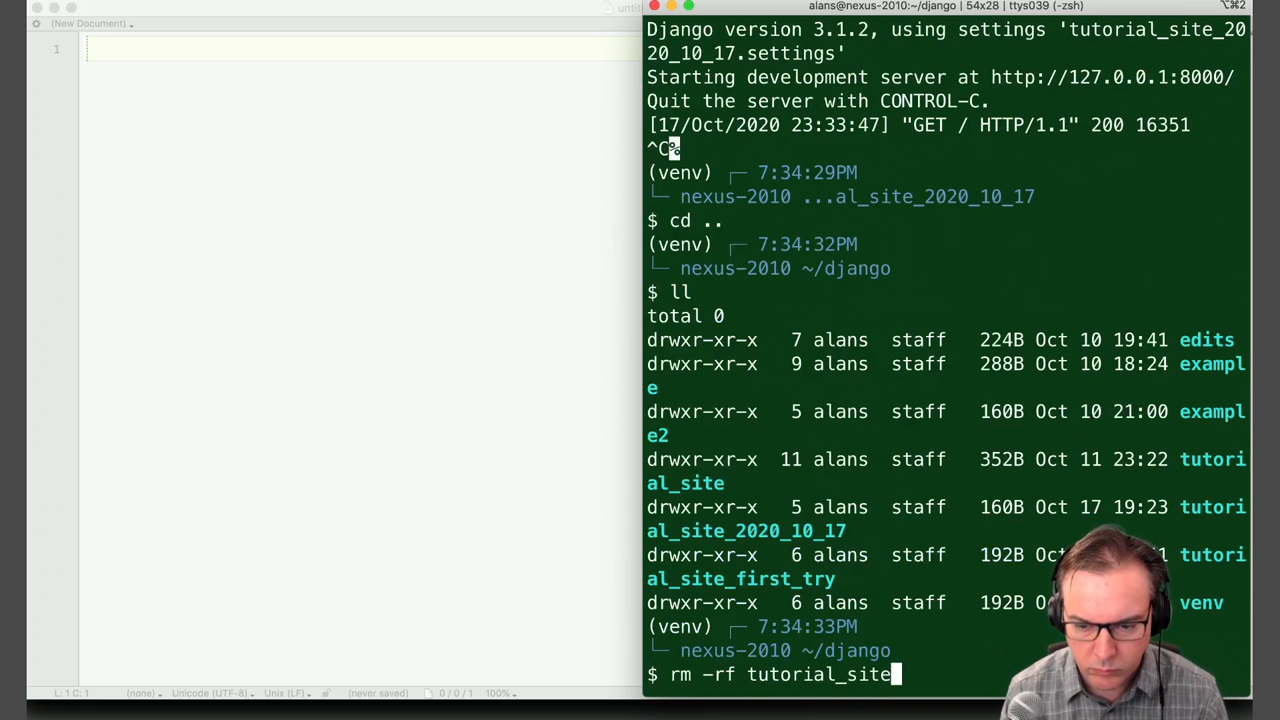 untit
(New Document)
1
L: 1 C: 1 (none) Unicode (UTF-8) Unix (LF) (never saved) 0 / 0 / 1 100%
alans@nexus-2010:~/django | 54x28 | ttys039 (-zsh)
⌥⌘2
Django version 3.1.2, using settings 'tutorial_site_20
20_10_17.settings'
Starting development server at http://127.0.0.1:8000/
Quit the server with CONTROL-C.
[17/Oct/2020 23:33:47] "GET / HTTP/1.1" 200 16351
^C%
(venv) ┌─ 7:34:29PM
└─ nexus-2010 ...al_site_2020_10_17
$ cd ..
(venv) ┌─ 7:34:32PM
└─ nexus-2010 ~/django
$ ll
total 0
drwxr-xr-x 7 alans staff 224B Oct 10 19:41 edits
drwxr-xr-x 9 alans staff 288B Oct 10 18:24 exampl
e
drwxr-xr-x 5 alans staff 160B Oct 10 21:00 exampl
e2
drwxr-xr-x 11 alans staff 352B Oct 11 23:22 tutori
al_site
drwxr-xr-x 5 alans staff 160B Oct 17 19:23 tutori
al_site_2020_10_17
drwxr-xr-x 6 alans staff 192B Oct 1 tutori
al_site_first_try
drwxr-xr-x 6 alans staff 192B venv
(venv) ┌─ 7:34:33PM
└─ nexus-2010 ~/django
$ rm -rf tutorial_site